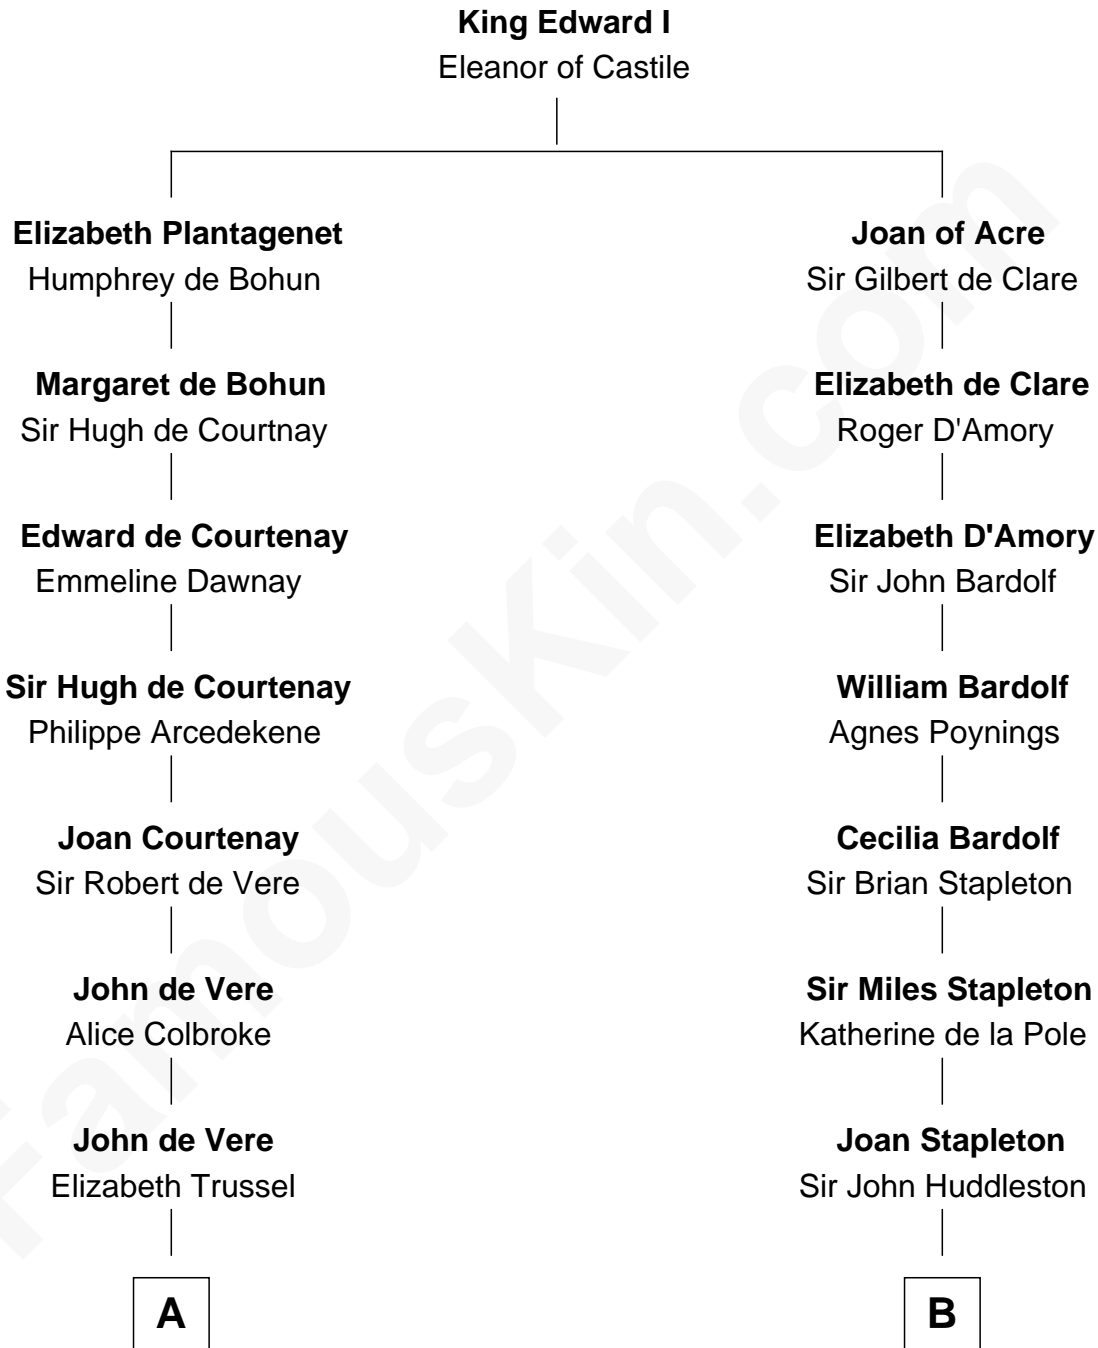 King Edward I
Eleanor of Castile
Elizabeth Plantagenet
Humphrey de Bohun
Joan of Acre
Sir Gilbert de Clare
Margaret de Bohun
Sir Hugh de Courtnay
Elizabeth de Clare
Roger D'Amory
Edward de Courtenay
Emmeline Dawnay
Elizabeth D'Amory
Sir John Bardolf
Sir Hugh de Courtenay
Philippe Arcedekene
William Bardolf
Agnes Poynings
Joan Courtenay
Sir Robert de Vere
Cecilia Bardolf
Sir Brian Stapleton
John de Vere
Alice Colbroke
Sir Miles Stapleton
Katherine de la Pole
John de Vere
Elizabeth Trussel
Joan Stapleton
Sir John Huddleston
A
B
FamousKin.com